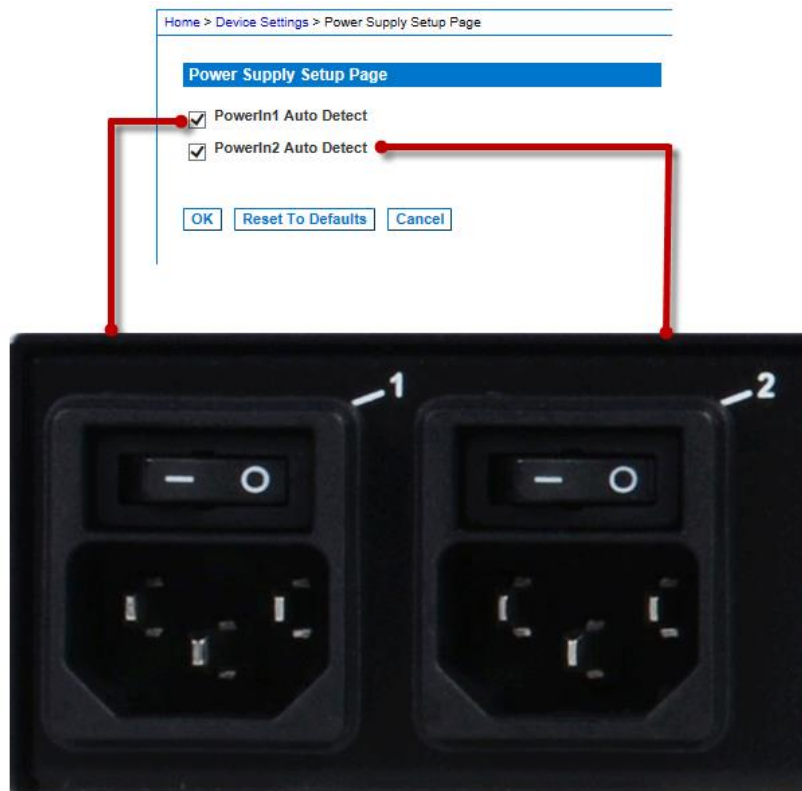 Home > Device Settings > Power Supply Setup Page
Power Supply Setup Page
PowerIn1 Auto Detect
PowerIn2 Auto Detect
OK Reset To Defaults Cancel
1
2